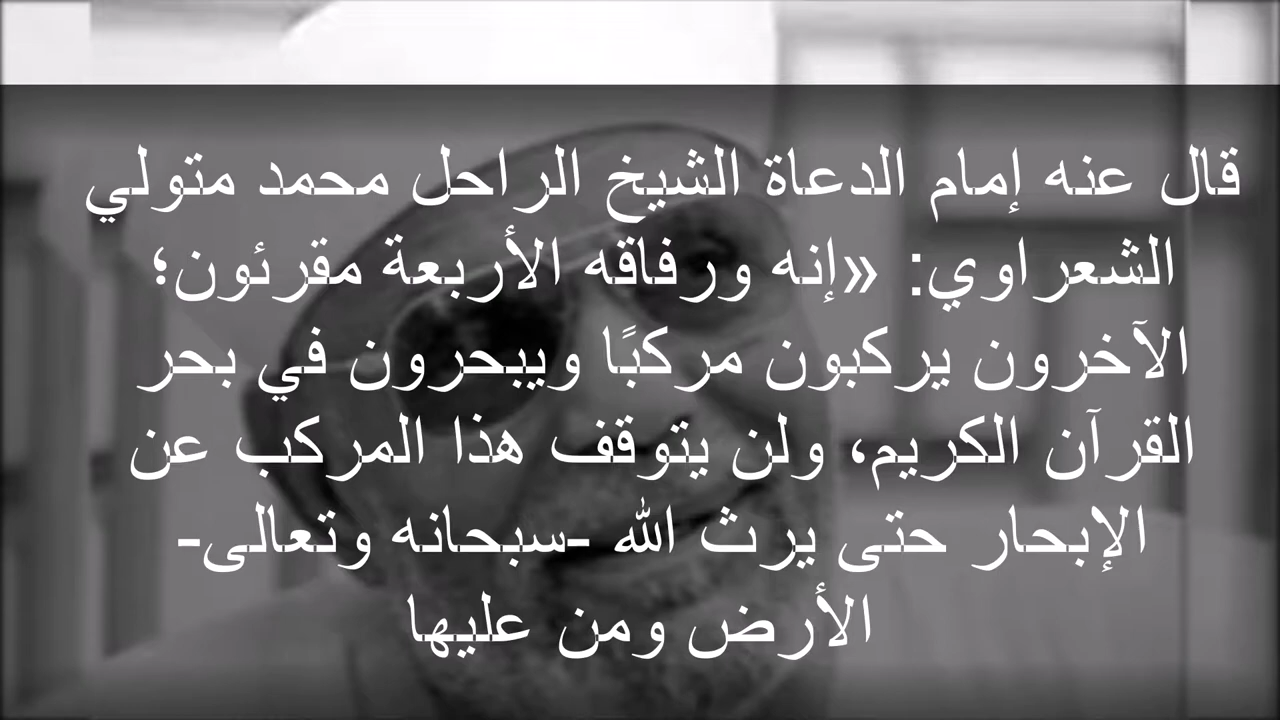 قال عنه إمام الدعاة الشيخ الراحل محمد متولي
الشعراوي: «إنه ورفاقه الأربعة مقرئون؛
الآخرون يركبون مركبًا ويبحرون في بحر
القرآن الكريم، ولن يتوقف هذا المركب عن
الإبحار حتى يرث الله -سبحانه وتعالى-
الأرض ومن عليها